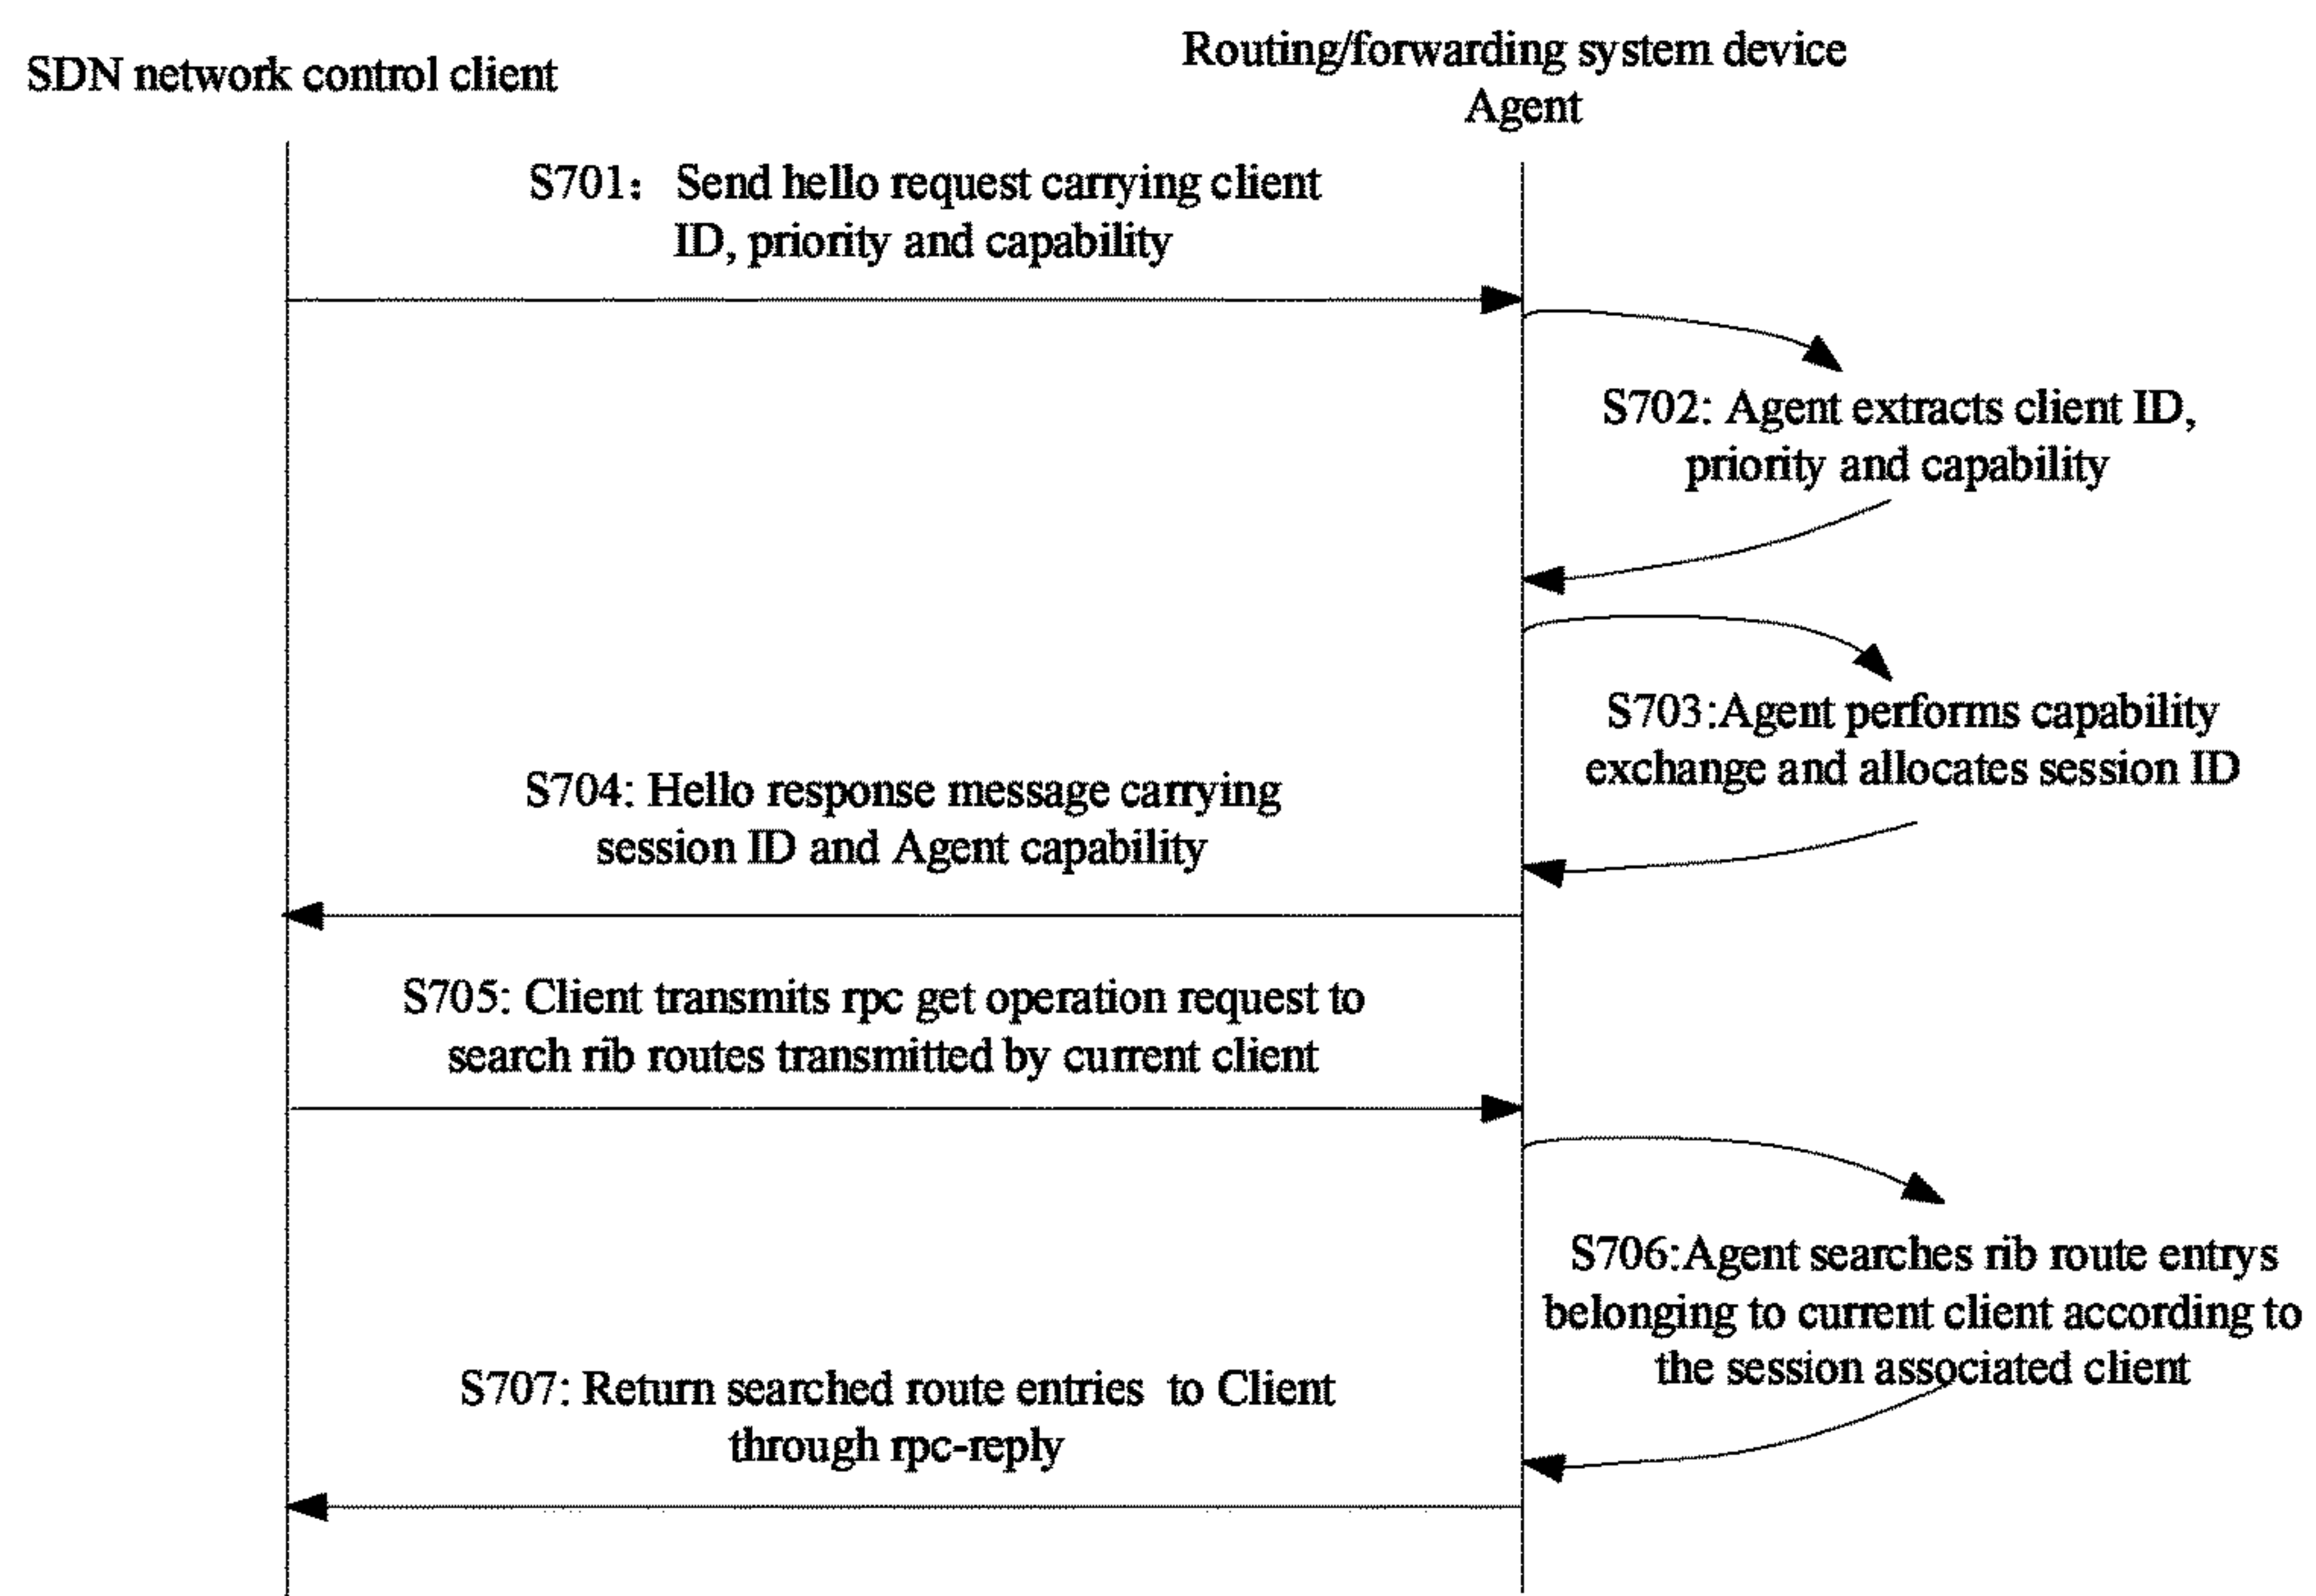 SDN network control client
Routing/forwarding system device
Agent
S701: Send hello request carrying client
ID, priority and capability
S702: Agent extracts client ID,
priority and capability
S703:Agent performs capability
exchange and allocates session ID
S704: Hello response message carrying
session ID and Agent capability
S705: Client transmits rpc get operation request to
search rib routes transmitted by current client
S706:Agent searches rib route entrys
belonging to current client according to
the session associated client
S707: Return searched route entries to Client
through rpc-reply